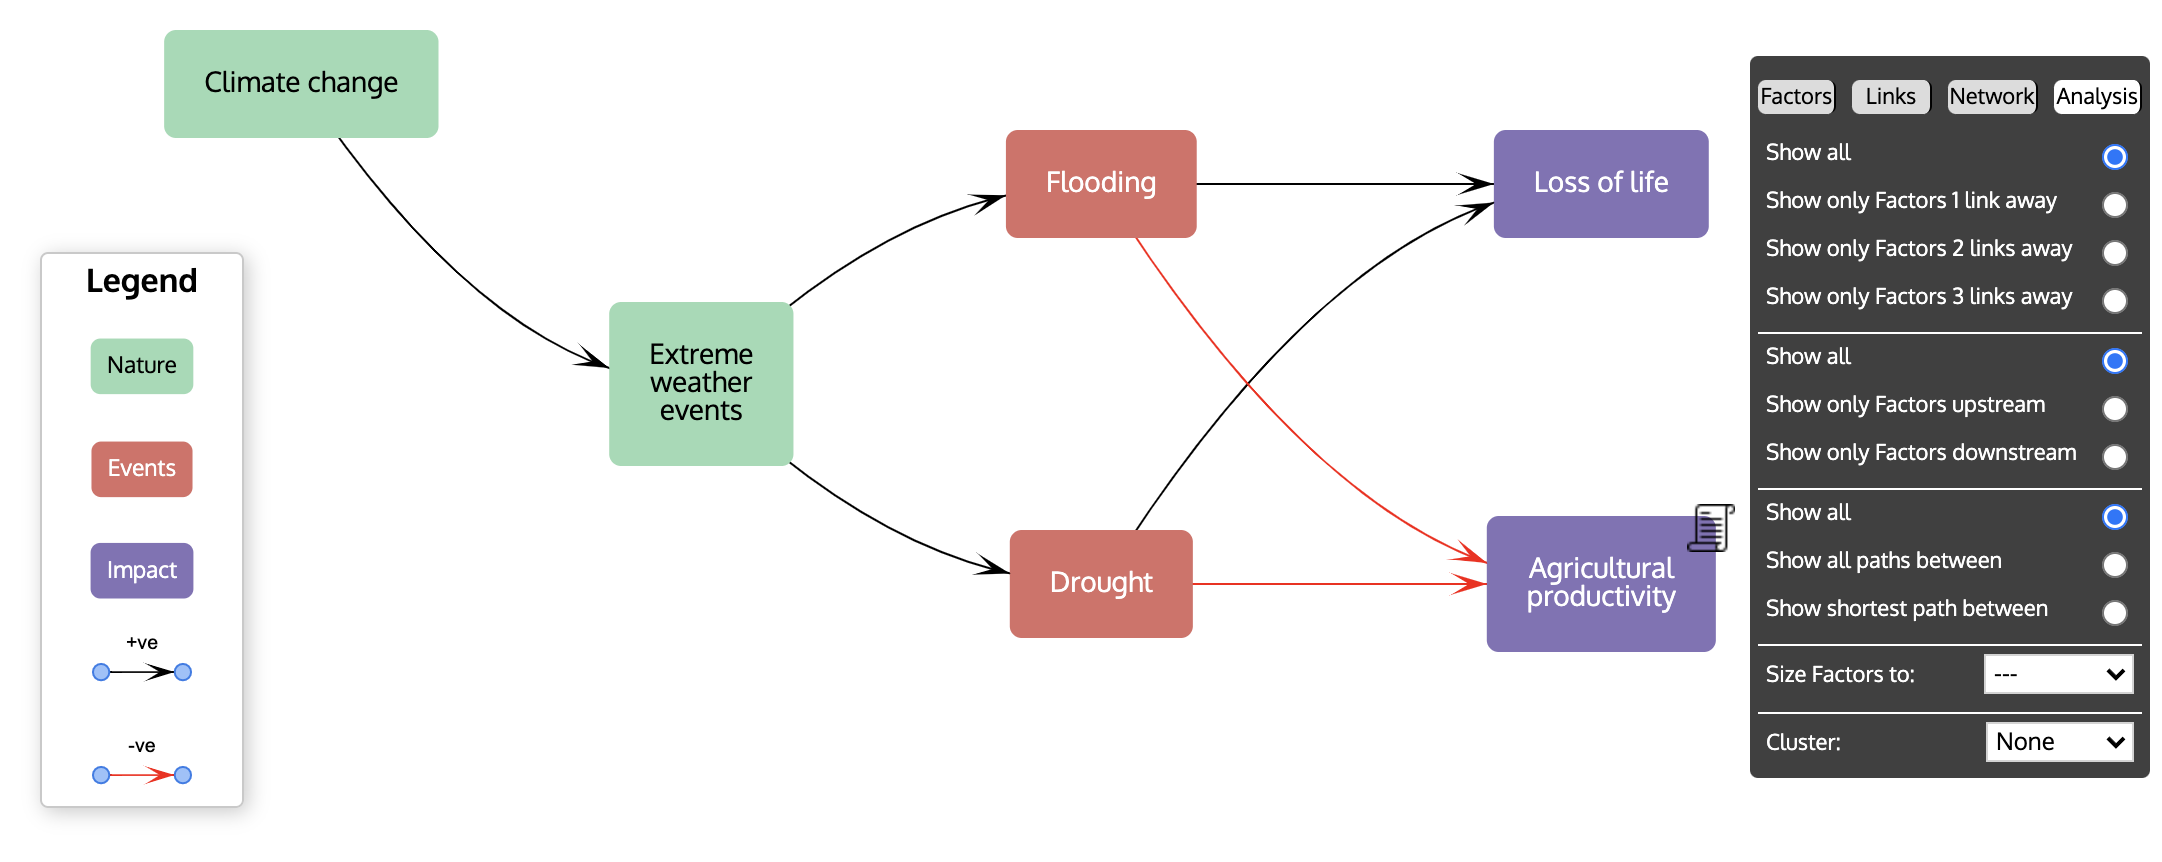 Climate change
Extreme
weather
events
Flooding
Drought
Loss of life
Agricultural
productivity
Legend
Nature
Events
Impact
+ve
-ve
Factors
Links
Network
Analysis
Show all
Show only Factors 1 link away
Show only Factors 2 links away
Show only Factors 3 links away
Show all
Show only Factors upstream
Show only Factors downstream
Show all
Show all paths between
Show shortest path between
Size Factors to:
---
Cluster:
None